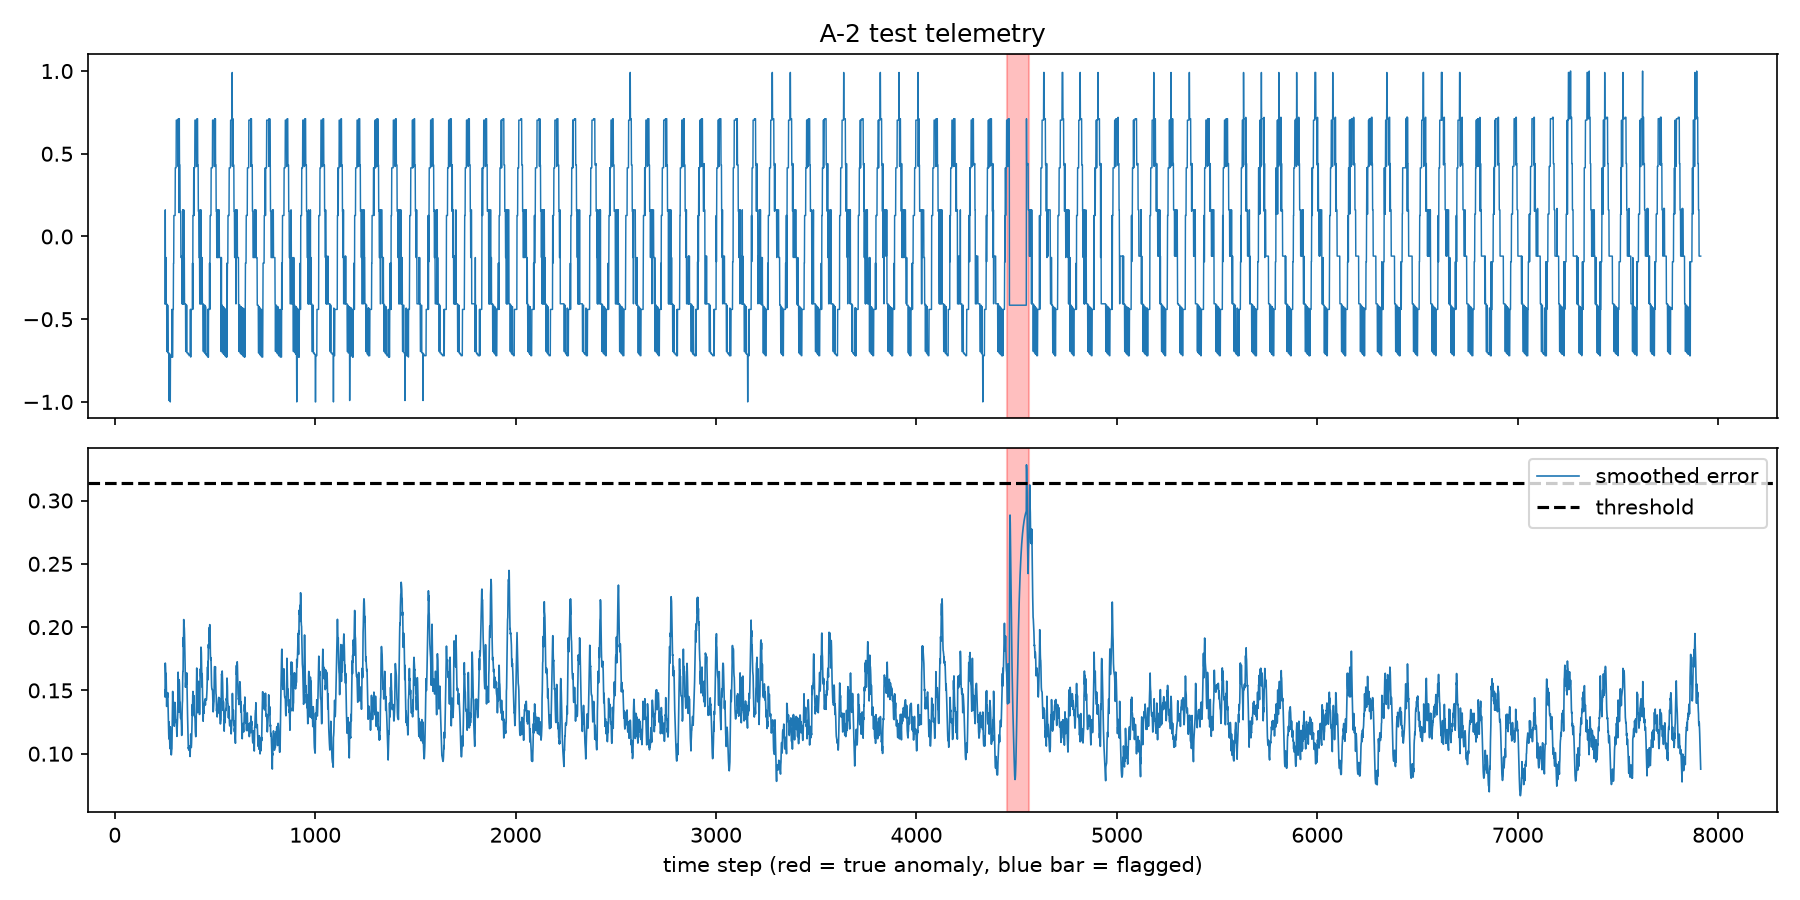 A-2 test telemetry
1.0
0.5
0.0
−0.5
−1.0
0.30
0.25
0.20
0.15
0.10
smoothed error
threshold
0 1000 2000 3000 4000 5000 6000 7000 8000
time step (red = true anomaly, blue bar = flagged)